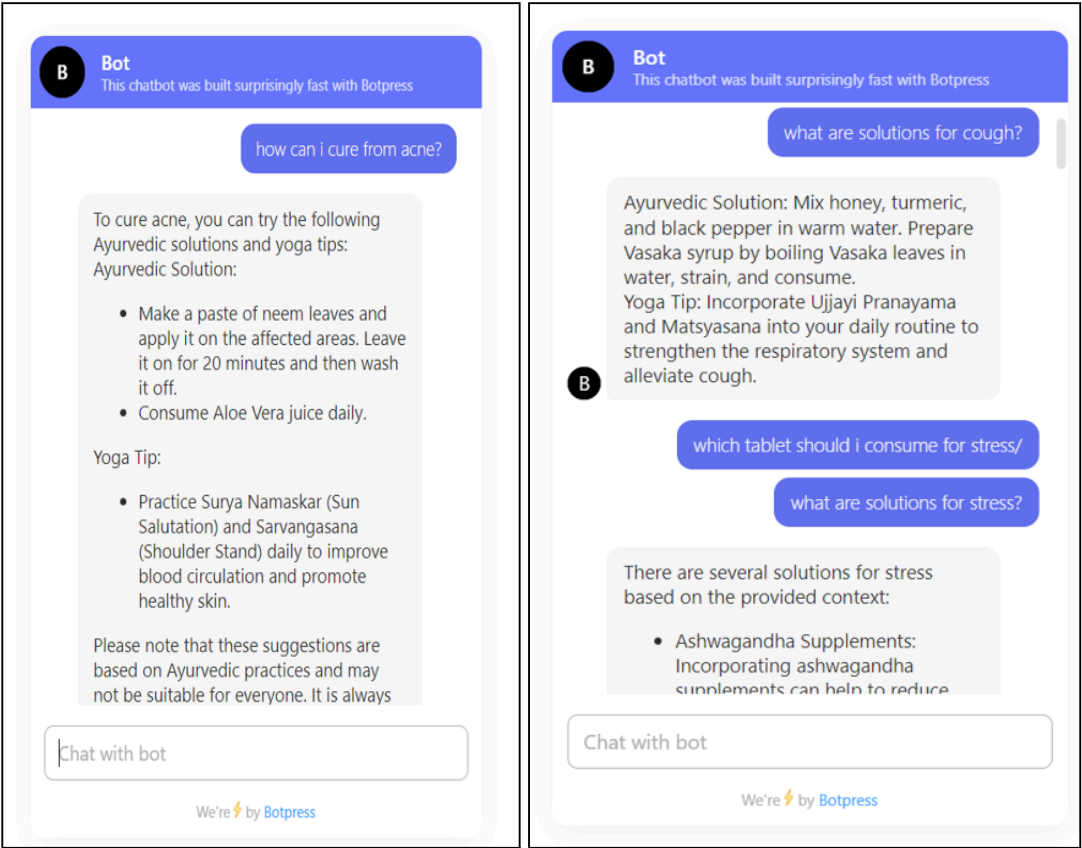 B
Bot
This chatbot was built surprisingly fast with Botpress
how can i cure from acne?
To cure acne, you can try the following
Ayurvedic solutions and yoga tips:
Ayurvedic Solution:
• Make a paste of neem leaves and
apply it on the affected areas. Leave
it on for 20 minutes and then wash
it off.
• Consume Aloe Vera juice daily.
Yoga Tip:
• Practice Surya Namaskar (Sun
Salutation) and Sarvangasana
(Shoulder Stand) daily to improve
blood circulation and promote
healthy skin.
Please note that these suggestions are
based on Ayurvedic practices and may
not be suitable for everyone. It is always
Chat with bot
We're⚡by Botpress
B
Bot
This chatbot was built surprisingly fast with Botpress
what are solutions for cough?
Ayurvedic Solution: Mix honey, turmeric,
and black pepper in warm water. Prepare
Vasaka syrup by boiling Vasaka leaves in
water, strain, and consume.
Yoga Tip: Incorporate Ujjayi Pranayama
and Matsyasana into your daily routine to
strengthen the respiratory system and
alleviate cough.
B
which tablet should i consume for stress/
what are solutions for stress?
There are several solutions for stress
based on the provided context:
• Ashwagandha Supplements:
Incorporating ashwagandha
supplements can help to reduce
Chat with bot
We're⚡by Botpress